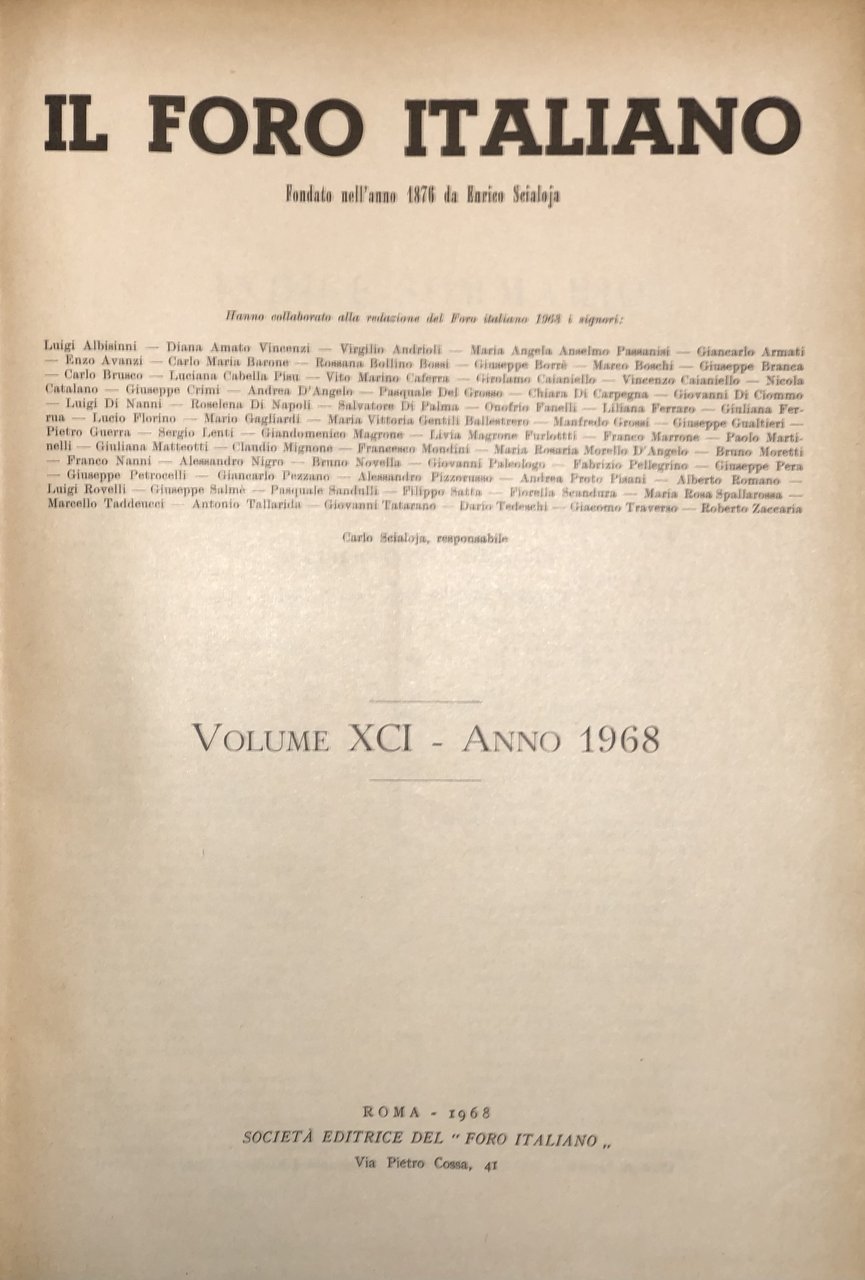 IL FORO ITALIANO
Fondato nell'anno 1876 da Enrico Scialoja
Hanno collaborato alla redazione del Foro italiano 1968 i signori:
Luigi Albisinni — Diana Amato Vincenzi — Virgilio Andrioli — Maria Angela Anselmo Passanisi — Giancarlo Armati
— Enzo Avanzi — Carlo Maria Barone — Rossana Bollino Bossi — Giuseppe Borrè — Marco Boschi — Giuseppe Branca
— Carlo Brusco — Luciana Cabella Pisu — Vito Marino Caferra — Girolamo Caianiello — Vincenzo Caianiello — Nicola
Catalano — Giuseppe Crimi — Andrea D'Angelo — Pasquale Del Grosso — Chiara Di Carpegna — Giovanni Di Ciommo
— Luigi Di Nanni — Roselena Di Napoli — Salvatore Di Palma — Onofrio Fanelli — Liliana Ferraro — Giuliana Fer-
rua — Lucio Florino — Mario Gagliardi — Maria Vittoria Gentili Ballestrero — Manfredo Grossi — Giuseppe Gualtieri —
Pietro Guerra — Sergio Lenti — Giandomenico Magrone — Livia Magrone Furlottti — Franco Marrone — Paolo Marti-
nelli — Giuliana Matteotti — Claudio Mignone — Francesco Mondini — Maria Rosaria Morello D'Angelo — Bruno Moretti
— Franco Nanni — Alessandro Nigro — Bruno Novella — Giovanni Paleologo — Fabrizio Pellegrino — Giuseppe Pera
— Giuseppe Petrocelli — Giancarlo Pezzano — Alessandro Pizzorusso — Andrea Proto Pisani — Alberto Romano —
Luigi Rovelli — Giuseppe Salmè — Pasquale Sandulli — Filippo Satta — Fiorella Scandura — Maria Rosa Spallarossa —
Marcello Taddeucci — Antonio Tallarida — Giovanni Tatarano — Dario Tedeschi — Giacomo Traverso — Roberto Zaccaria
Carlo Scialoja, responsabile
VOLUME XCI - ANNO 1968
ROMA - 1968
SOCIETÀ EDITRICE DEL " FORO ITALIANO „
Via Pietro Cossa, 41